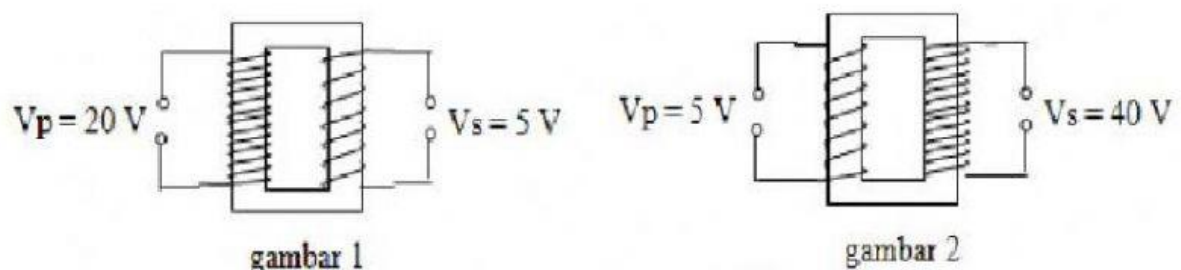 Vp = 20 V
Vs = 5 V
gambar 1
Vp = 5 V
Vs = 40 V
gambar 2